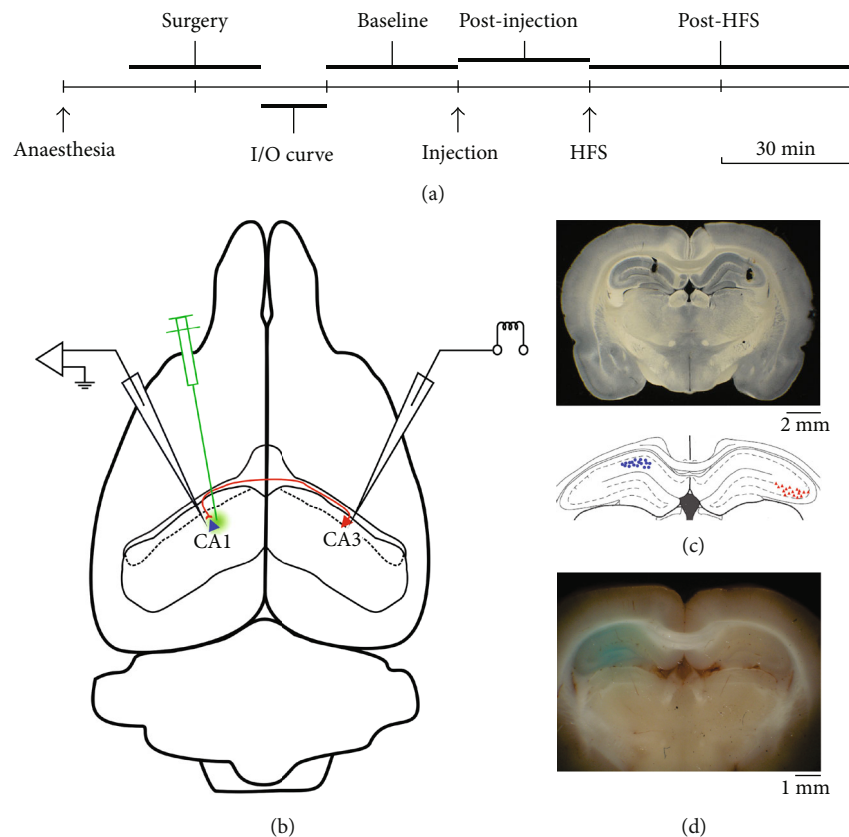 Surgery Baseline Post-injection Post-HFS
Anaesthesia I/O curve Injection HFS 30 min
(a)
CA1 CA3
(b)
2 mm
(c)
1 mm
(d)